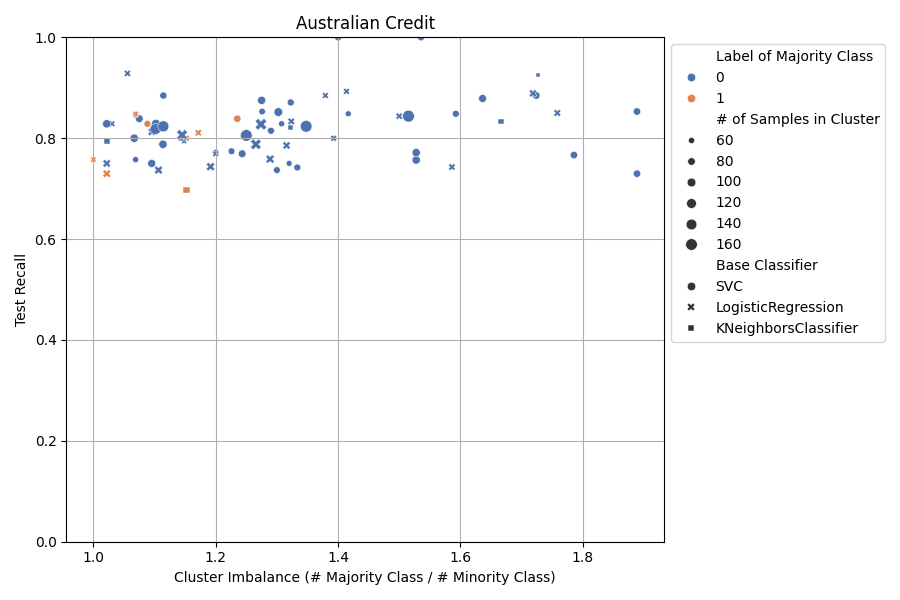 Australian Credit
1.0
0.8
0.6
0.4
0.2
0.0
Test Recall
1.0
1.2
1.4
1.6
1.8
Cluster Imbalance (# Majority Class / # Minority Class)
Label of Majority Class
0
1
# of Samples in Cluster
60
80
100
120
140
160
Base Classifier
SVC
LogisticRegression
KNeighborsClassifier